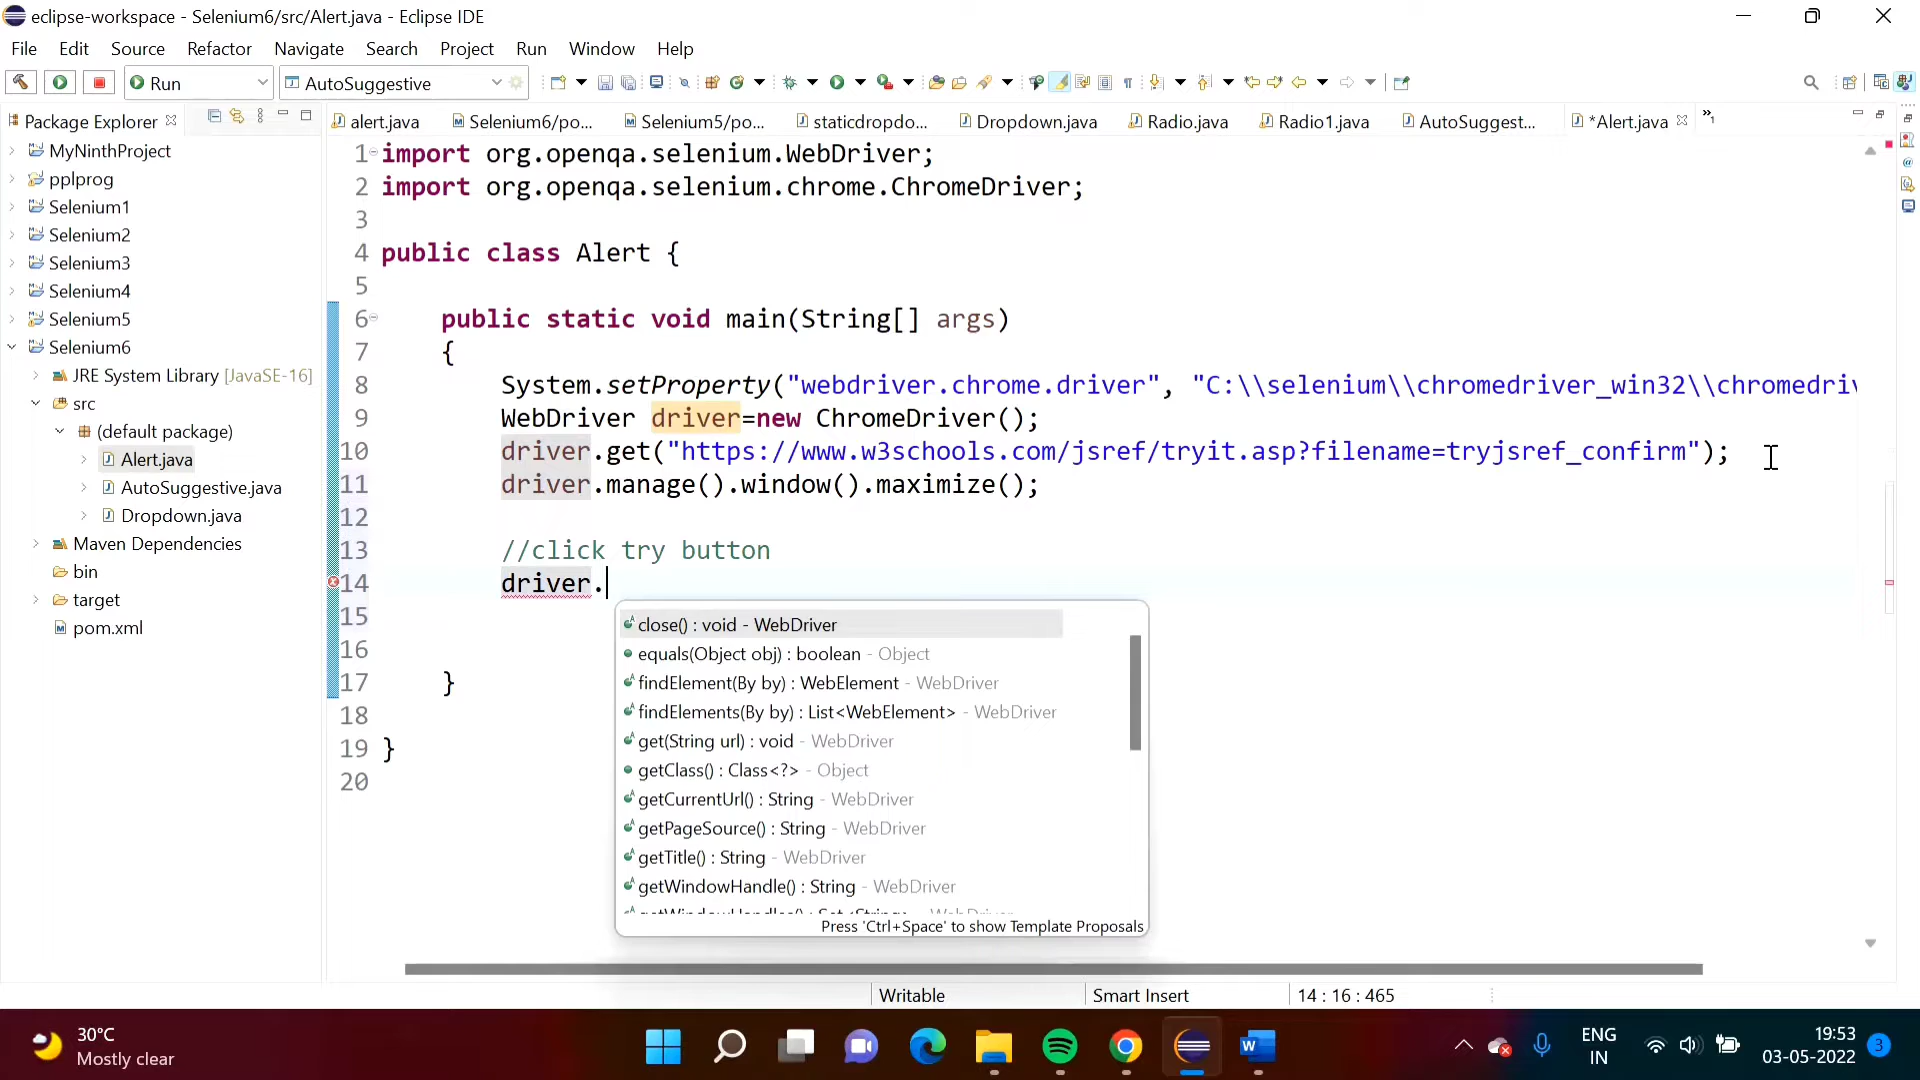 eclipse-workspace - Selenium6/src/Alert.java - Eclipse IDE
File Edit Source Refactor Navigate Search Project Run Window Help
Run AutoSuggestive
Package Explorer
alert.java Selenium6/po... Selenium5/po... staticdropdo... Dropdown.java Radio.java Radio1.java AutoSuggest... *Alert.java »1
MyNinthProject
pplprog
Selenium1
Selenium2
Selenium3
Selenium4
Selenium5
Selenium6
JRE System Library [JavaSE-16]
src
(default package)
Alert.java
AutoSuggestive.java
Dropdown.java
Maven Dependencies
bin
target
pom.xml
1 import org.openqa.selenium.WebDriver;
2 import org.openqa.selenium.chrome.ChromeDriver;
3
4 public class Alert {
5
6 public static void main(String[] args)
7 {
8 System.setProperty("webdriver.chrome.driver", "C:\\selenium\\chromedriver_win32\\chromedriv
9 WebDriver driver=new ChromeDriver();
10 driver.get("https://www.w3schools.com/jsref/tryit.asp?filename=tryjsref_confirm");
11 driver.manage().window().maximize();
12
13 //click try button
14 driver.
15
16
17 }
18
19 }
20
close() : void - WebDriver
equals(Object obj) : boolean - Object
findElement(By by) : WebElement - WebDriver
findElements(By by) : List<WebElement> - WebDriver
get(String url) : void - WebDriver
getClass() : Class<?> - Object
getCurrentUrl() : String - WebDriver
getPageSource() : String - WebDriver
getTitle() : String - WebDriver
getWindowHandle() : String - WebDriver
getWindowHandles() : Set<String> - WebDriver
Press 'Ctrl+Space' to show Template Proposals
Writable Smart Insert 14 : 16 : 465
30°C
Mostly clear
ENG
IN
19:53
03-05-2022
3